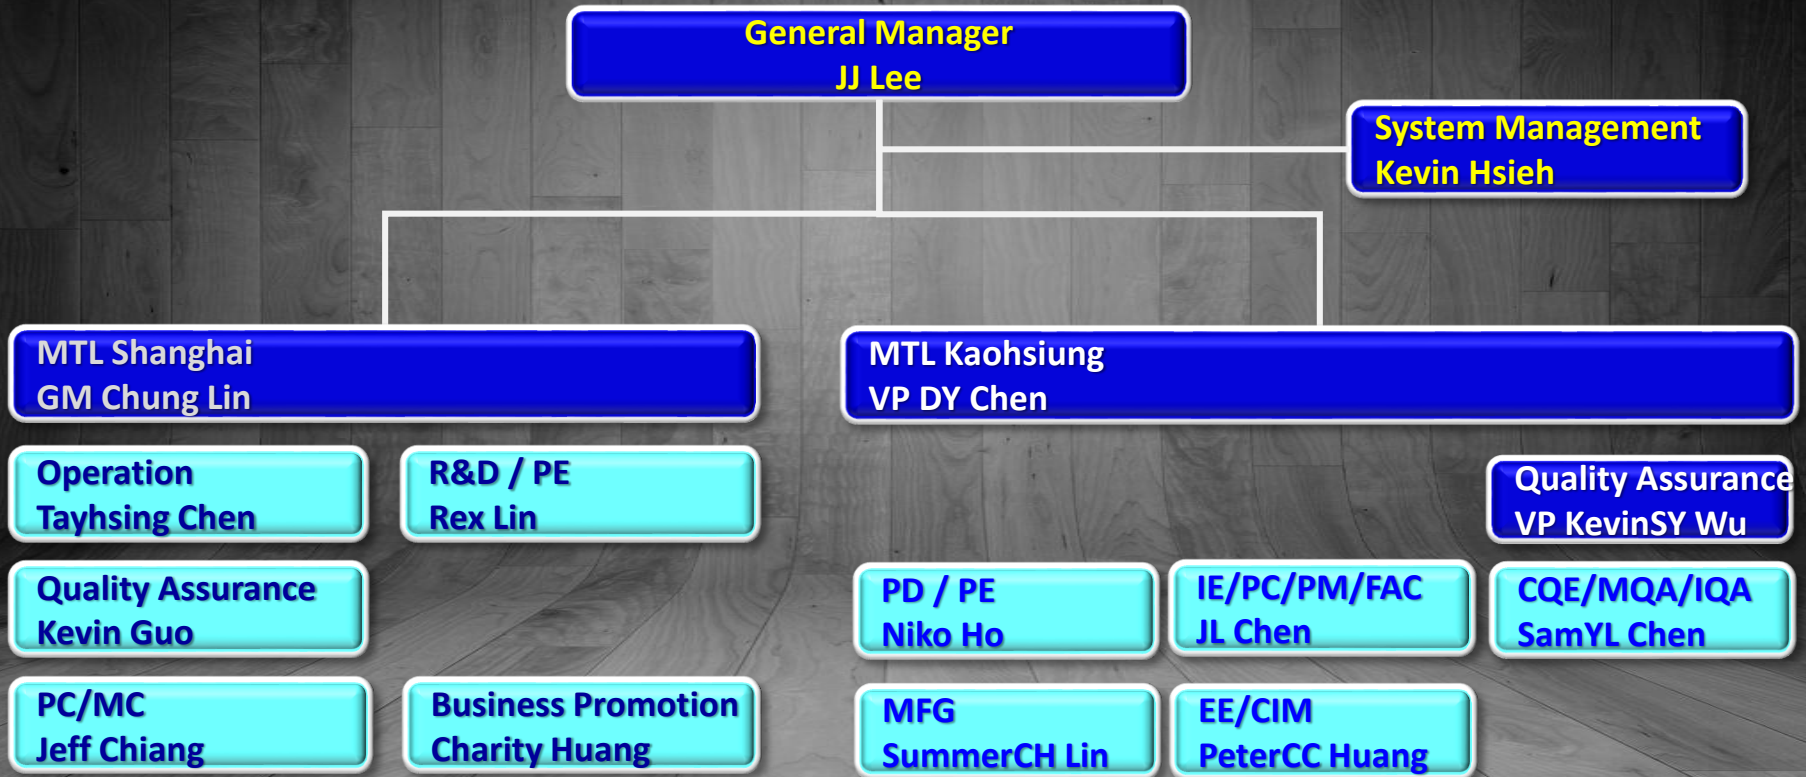 General Manager
JJ Lee
System Management
Kevin Hsieh
MTL Shanghai
GM Chung Lin
MTL Kaohsiung
VP DY Chen
Operation
Tayhsing Chen
R&D / PE
Rex Lin
Quality Assurance
VP KevinSY Wu
Quality Assurance
Kevin Guo
PD / PE
Niko Ho
IE/PC/PM/FAC
JL Chen
CQE/MQA/IQA
SamYL Chen
PC/MC
Jeff Chiang
Business Promotion
Charity Huang
MFG
SummerCH Lin
EE/CIM
PeterCC Huang